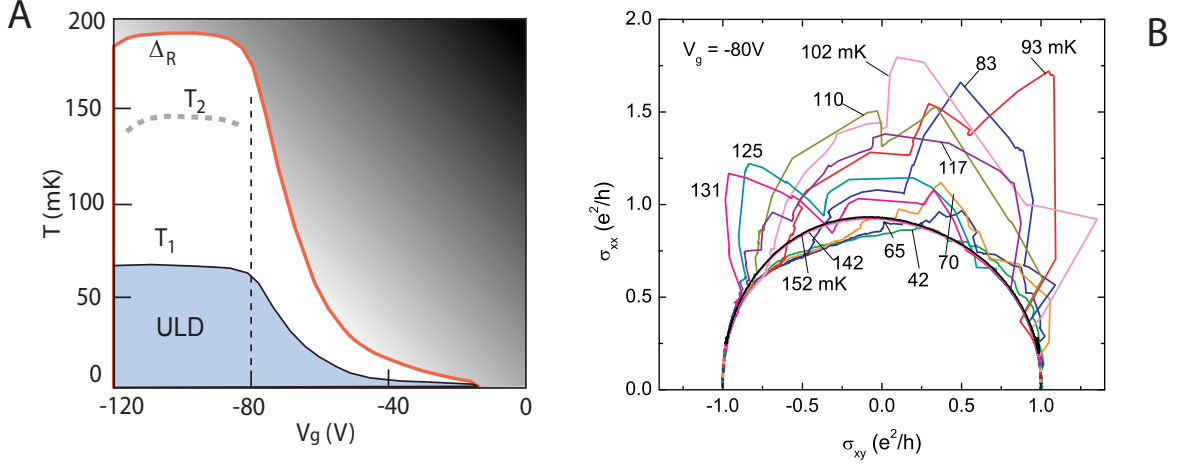 A
200
150
100
50
0
T (mK)
Δ_R
T_2
T_1
ULD
-120
-80
-40
0
V_g (V)
B
2.0
1.5
1.0
0.5
0.0
σ_xx (e²/h)
V_g = -80V
102 mK
93 mK
83
110
117
125
131
70
65
142
42
152 mK
-1.0
-0.5
0.0
0.5
1.0
σ_xy (e²/h)